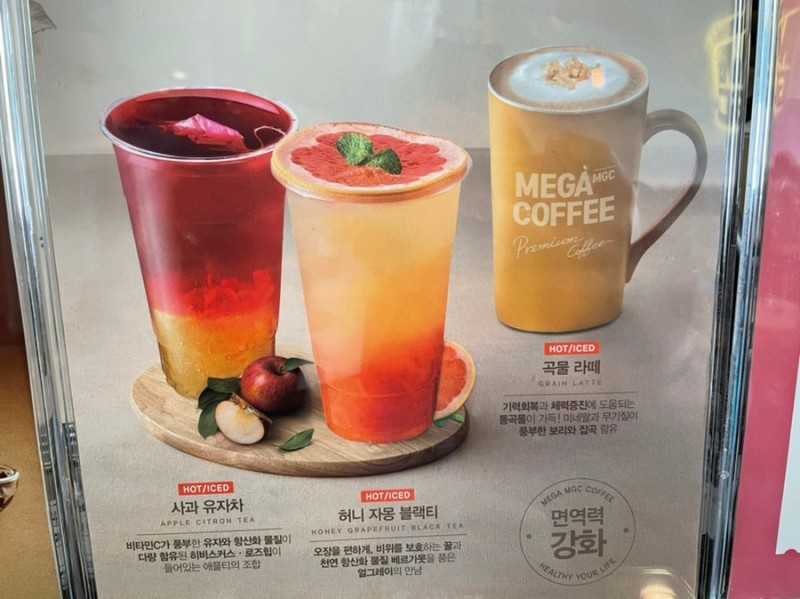 MEGA MGC
COFFEE
Premium
Coffee
HOT/ICED
곡물 라떼
GRAIN LATTE
기력회복과 체력증진에 도움되는
통곡물이 가득! 미네랄과 무기질이
풍부한 보리와 잡곡 함유
HOT/ICED
사과 유자차
APPLE CITRON TEA
비타민C가 풍부한 유자와 항산화 물질이
다량 함유된 히비스커스·로즈힙이
들어있는 애플티의 조합
HOT/ICED
허니 자몽 블랙티
HONEY GRAPEFRUIT BLACK TEA
오장을 편하게, 비위를 보호하는 꿀과
천연 항산화 물질 베르가못을 품은
얼그레이의 만남
MEGA MGC COFFEE
면역력
강화
HEALTHY YOUR LIFE